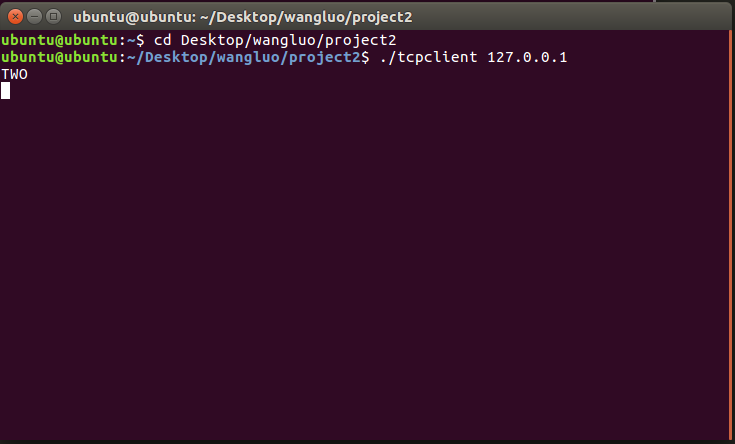 ubuntu@ubuntu: ~/Desktop/wangluo/project2
ubuntu@ubuntu:~$ cd Desktop/wangluo/project2
ubuntu@ubuntu:~/Desktop/wangluo/project2$ ./tcpclient 127.0.0.1
TWO